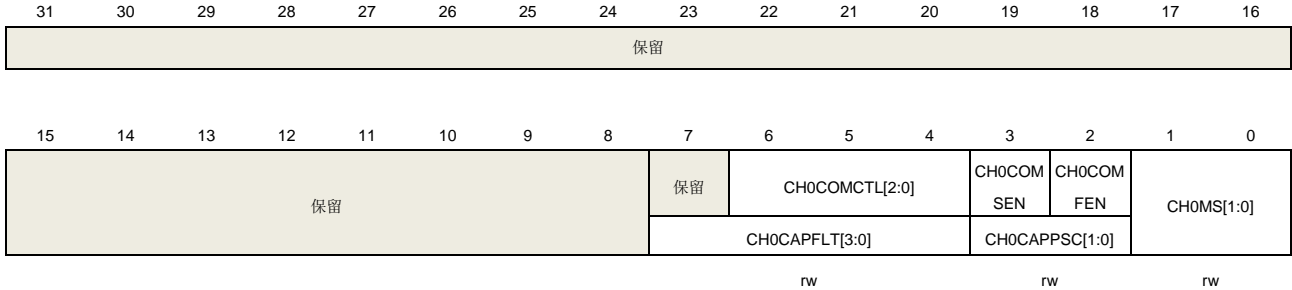 31 30 29 28 27 26 25 24 23 22 21 20 19 18 17 16
保留
15 14 13 12 11 10 9 8 7 6 5 4 3 2 1 0
保留
保留
CH0COMCTL[2:0]
CH0COM
SEN
CH0COM
FEN
CH0MS[1:0]
CH0CAPFLT[3:0]
CH0CAPPSC[1:0]
rw rw rw